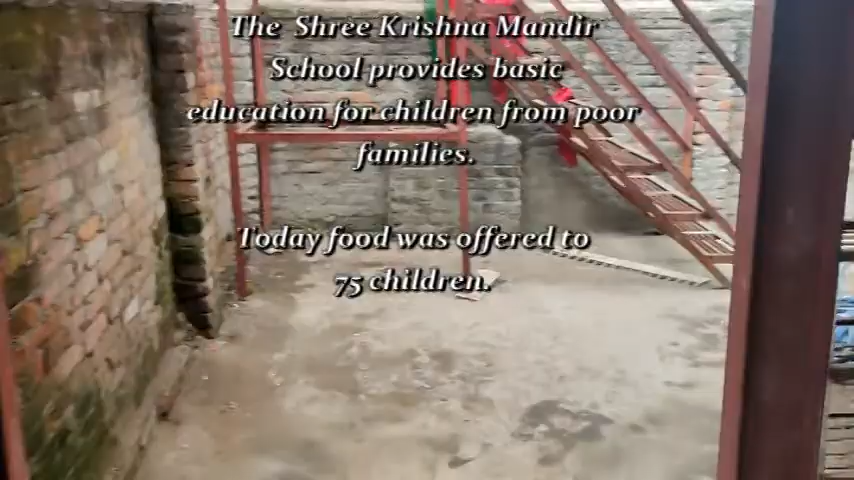 The Shree Krishna Mandir
School provides basic
education for children from poor
families.
Today food was offered to
75 children.